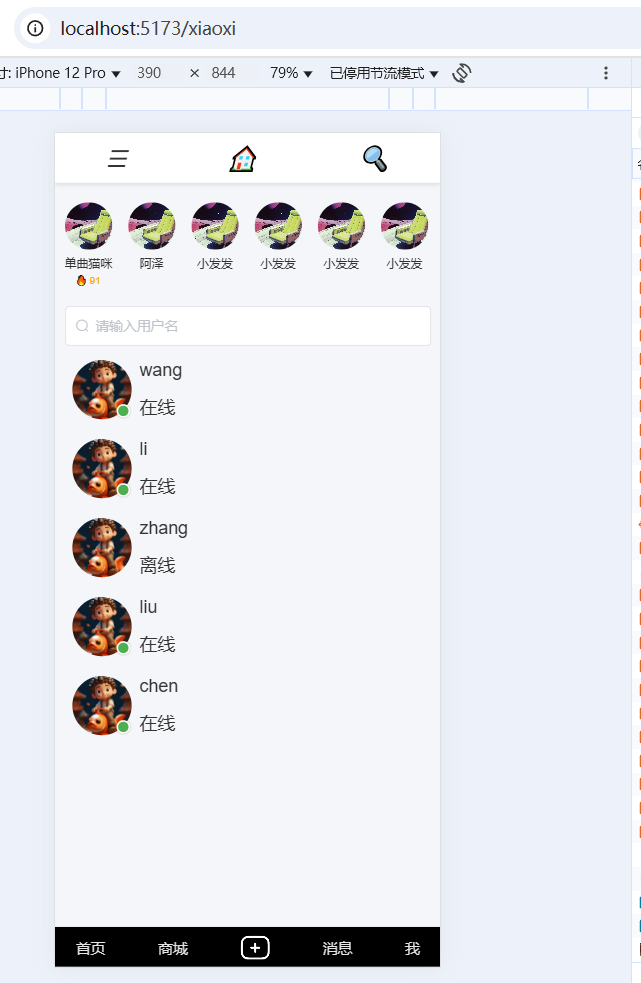 localhost:5173/xiaoxi
寸: iPhone 12 Pro ▼ 390 × 844 79% ▼ 已停用节流模式 ▼
单曲猫咪 阿泽 小发发 小发发 小发发 小发发
91
请输入用户名
wang
在线
li
在线
zhang
离线
liu
在线
chen
在线
首页 商城 消息 我